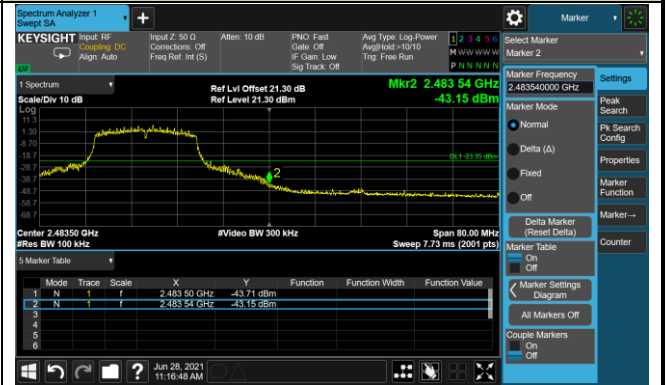 Spectrum Analyzer 1
Swept SA
Marker
KEYSIGHT
Input: RF
Coupling: DC
Align: Auto
Input Z: 50 Ω
Corrections: Off
Freq Ref: Int (S)
Atten: 10 dB
PNO: Fast
Gate: Off
IF Gain: Low
Sig Track: Off
Avg Type: Log-Power
Avg|Hold:>10/10
Trig: Free Run
1 2 3 4 5 6
M W W W W W
P N N N N N
Select Marker
Marker 2
1 Spectrum
Scale/Div 10 dB
Log
Ref Lvl Offset 21.30 dB
Ref Level 21.30 dBm
Mkr2 2.483 54 GHz
-43.15 dBm
11.3
1.30
-8.70
-18.7
-28.7
-38.7
-48.7
-58.7
-68.7
DL1 -23.35 dBm
2
Center 2.48350 GHz
#Res BW 100 kHz
#Video BW 300 kHz
Span 80.00 MHz
Sweep 7.73 ms (2001 pts)
5 Marker Table
Mode Trace Scale X Y Function Function Width Function Value
1 N 1 f 2.483 50 GHz -43.71 dBm
2 N 1 f 2.483 54 GHz -43.15 dBm
3
4
5
6
Marker Frequency
2.483540000 GHz
Marker Mode
Normal
Delta (Δ)
Fixed
Off
Delta Marker
(Reset Delta)
Marker Table
On
Off
Marker Settings
Diagram
All Markers Off
Couple Markers
On
Off
Settings
Peak
Search
Pk Search
Config
Properties
Marker
Function
Marker→
Counter
Jun 28, 2021
11:16:48 AM